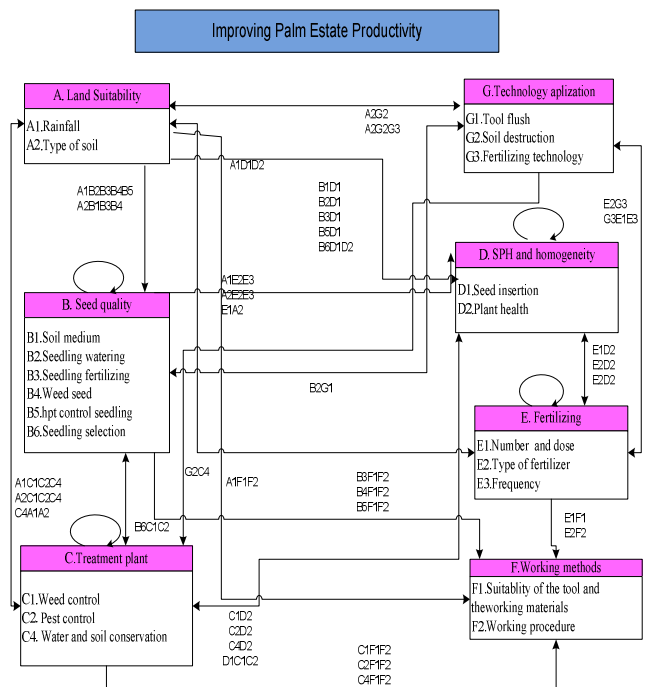 Improving Palm Estate Productivity
A. Land Suitability
A1.Rainfall
A2.Type of soil
G.Technology aplization
G1.Tool flush
G2.Soil destruction
G3.Fertilizing technology
A2G2
A2G2G3
A1D1D2
A1B2B3B4B5
A2B1B3B4
B1D1
B2D1
B3D1
B5D1
B6D1D2
E2G3
G3E1E3
D. SPH and homogeneity
D1.Seed insertion
D2.Plant health
A1E2E3
A2E2E3
E1A2
B. Seed quality
B1.Soil medium
B2.Seedling watering
B3.Seedling fertilizing
B4.Weed seed
B5.hpt control seedling
B6.Seedling selection
E1D2
E2D2
E2D2
B2G1
E. Fertilizing
E1.Number and dose
E2.Type of fertilizer
E3.Frequency
A1C1C2C4
A2C1C2C4
C4A1A2
B6C1C2
G2C4
A1F1F2
B3F1F2
B4F1F2
B5F1F2
E1F1
E2F2
C.Treatment plant
C1.Weed control
C2. Pest control
C4. Water and soil conservation
F.Working methods
F1.Suitablity of the tool and
theworking materials
F2.Working procedure
C1D2
C2D2
C4D2
D1C1C2
C1F1F2
C2F1F2
C4F1F2